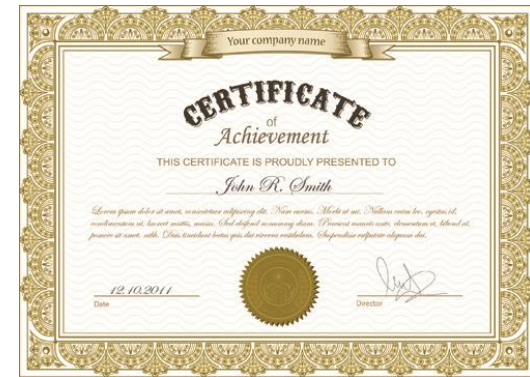 Your company name
CERTIFICATE
of
Achievement
THIS CERTIFICATE IS PROUDLY PRESENTED TO
John R. Smith
Lorem ipsum dolor sit amet, consectetuer adipiscing elit. Nam cursus. Morbi ut mi. Nullam enim leo, egestas id,
condimentum at, laoreet mattis, massa. Sed eleifend nonummy diam. Praesent mauris ante, elementum et, bibend at,
posuere sit amet, nibh. Duis tincidunt lectus quis dui viverra vestibulum. Suspendisse vulputate aliquam dui.
12.10.2011
Date
Director